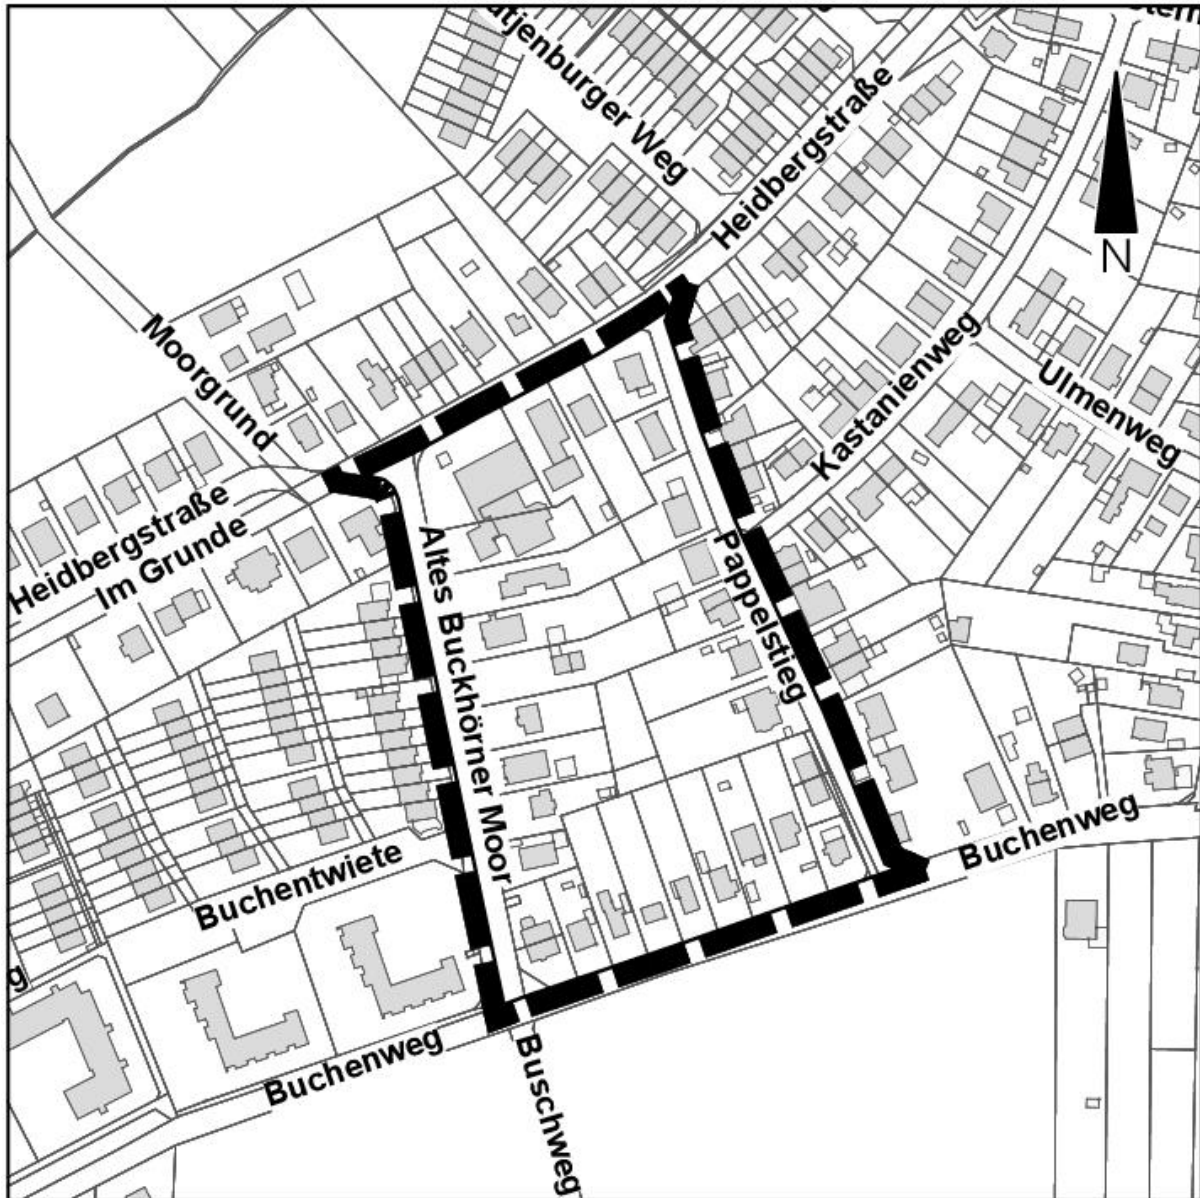 Heidbergstraße
N
Moorgrund
Kastanienweg
Ulmenweg
Heidbergstraße
Im Grunde
Altes Buckhörner Moor
Pappelstieg
Buchentwiete
Buchenweg
Buchenweg
Buschweg